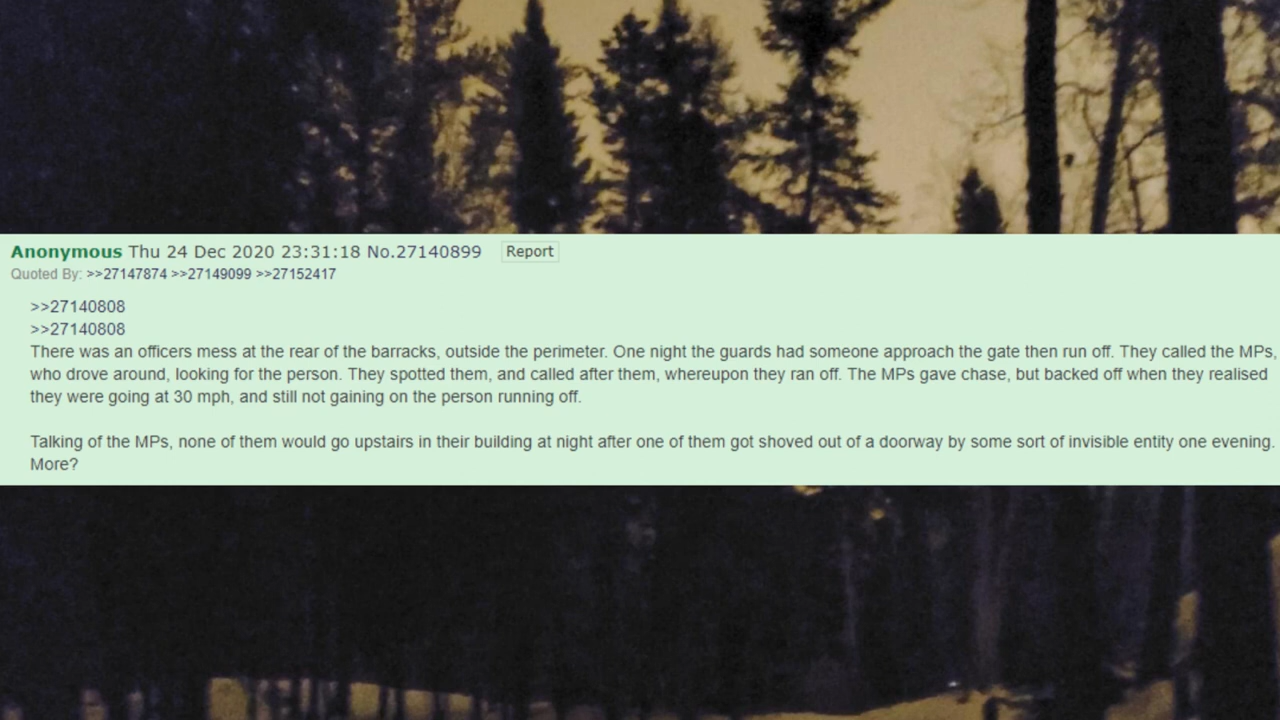 Anonymous Thu 24 Dec 2020 23:31:18 No.27140899 Report
Quoted By: >>27147874 >>27149099 >>27152417
>>27140808
>>27140808
There was an officers mess at the rear of the barracks, outside the perimeter. One night the guards had someone approach the gate then run off. They called the MPs,
who drove around, looking for the person. They spotted them, and called after them, whereupon they ran off. The MPs gave chase, but backed off when they realised
they were going at 30 mph, and still not gaining on the person running off.
Talking of the MPs, none of them would go upstairs in their building at night after one of them got shoved out of a doorway by some sort of invisible entity one evening.
More?